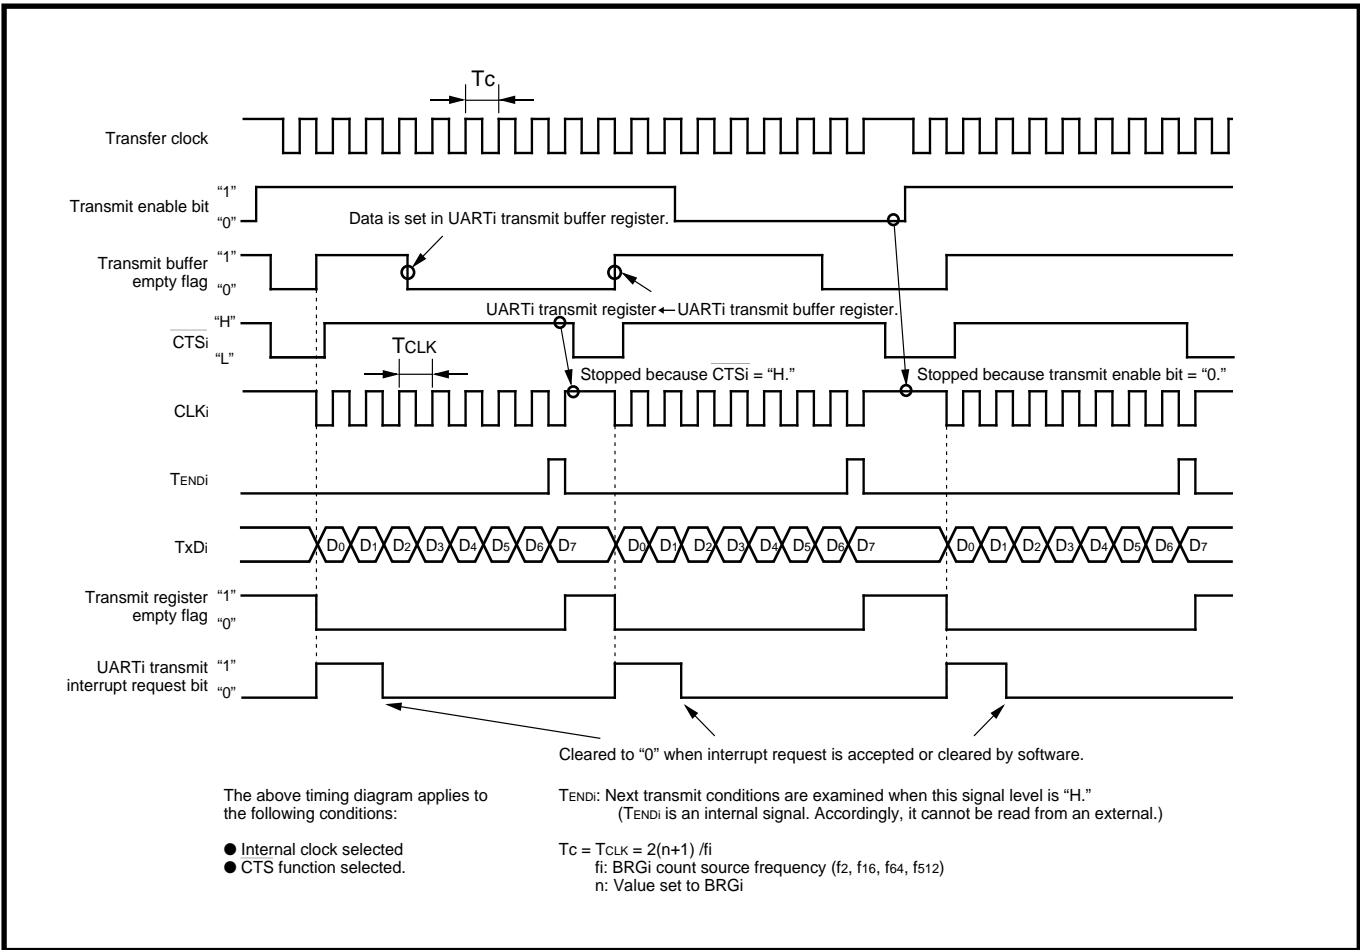 Tc
Transfer clock
Transmit enable bit
“1”
“0”
Data is set in UARTi transmit buffer register.
Transmit buffer
empty flag
“1”
“0”
UARTi transmit register ← UARTi transmit buffer register.
CTSi
“H”
“L”
TCLK
Stopped because CTSi = “H.”
Stopped because transmit enable bit = “0.”
CLKi
TENDi
TxDi
D0 D1 D2 D3 D4 D5 D6 D7
D0 D1 D2 D3 D4 D5 D6 D7
D0 D1 D2 D3 D4 D5 D6 D7
Transmit register
empty flag
“1”
“0”
UARTi transmit
interrupt request bit
“1”
“0”
Cleared to “0” when interrupt request is accepted or cleared by software.
The above timing diagram applies to
the following conditions:
● Internal clock selected
● CTS function selected.
TENDi: Next transmit conditions are examined when this signal level is “H.”
(TENDi is an internal signal. Accordingly, it cannot be read from an external.)
Tc = TCLK = 2(n+1) /fi
fi: BRGi count source frequency (f2, f16, f64, f512)
n: Value set to BRGi